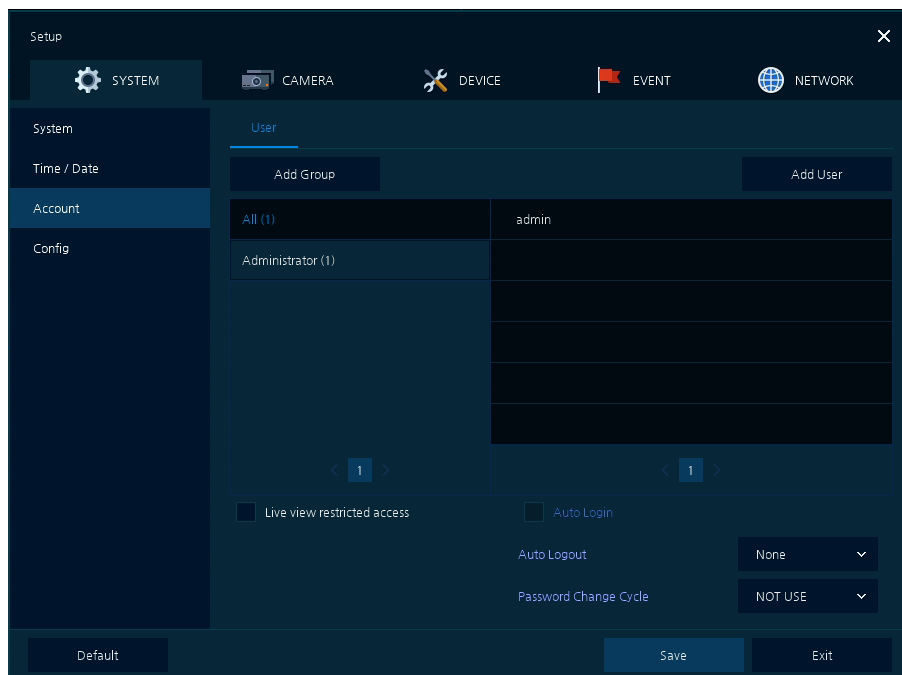 Setup
SYSTEM CAMERA DEVICE EVENT NETWORK
System
Time / Date
Account
Config
User
Add Group Add User
All (1) admin
Administrator (1)
1 1
Live view restricted access Auto Login
Auto Logout None
Password Change Cycle NOT USE
Default Save Exit